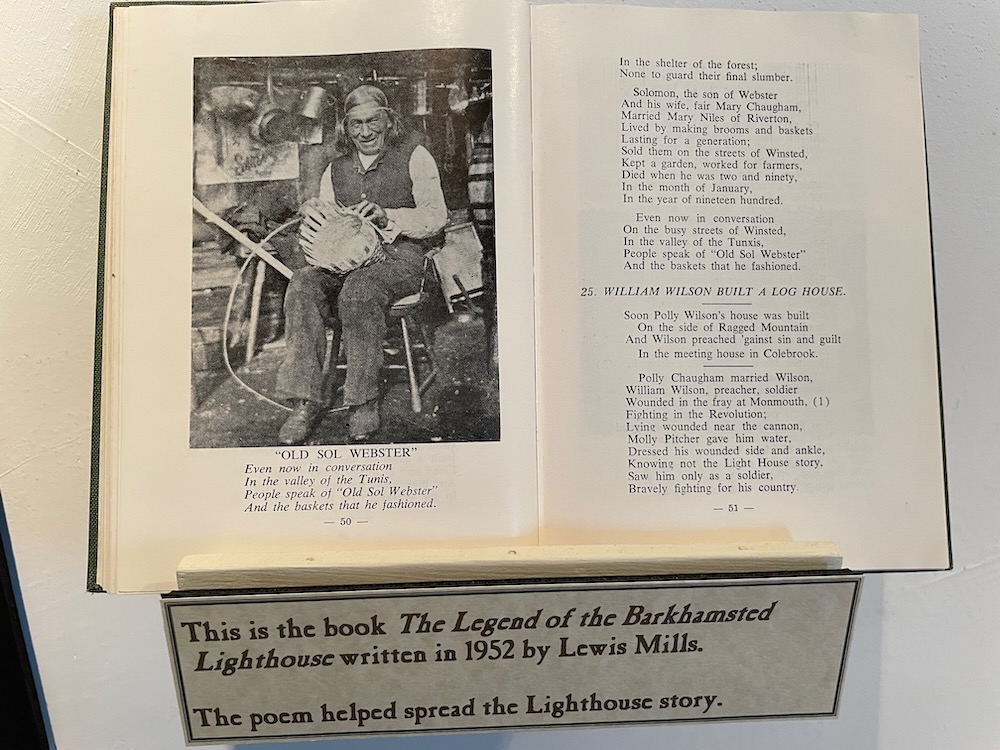 "OLD SOL WEBSTER"
Even now in conversation
In the valley of the Tunis,
People speak of "Old Sol Webster"
And the baskets that he fashioned.
— 50 —
In the shelter of the forest;
None to guard their final slumber.
Solomon, the son of Webster
And his wife, fair Mary Chaugham,
Married Mary Niles of Riverton,
Lived by making brooms and baskets
Lasting for a generation;
Sold them on the streets of Winsted,
Kept a garden, worked for farmers,
Died when he was two and ninety,
In the month of January,
In the year of nineteen hundred.
Even now in conversation
On the busy streets of Winsted,
In the valley of the Tunxis,
People speak of "Old Sol Webster"
And the baskets that he fashioned.
25. WILLIAM WILSON BUILT A LOG HOUSE.
Soon Polly Wilson's house was built
On the side of Ragged Mountain
And Wilson preached 'gainst sin and guilt
In the meeting house in Colebrook.
Polly Chaugham married Wilson,
William Wilson, preacher, soldier
Wounded in the fray at Monmouth, (1)
Fighting in the Revolution;
Lying wounded near the cannon,
Molly Pitcher gave him water,
Dressed his wounded side and ankle,
Knowing not the Light House story,
Saw him only as a soldier,
Bravely fighting for his country.
— 51 —
This is the book The Legend of the Barkhamsted
Lighthouse written in 1952 by Lewis Mills.
The poem helped spread the Lighthouse story.